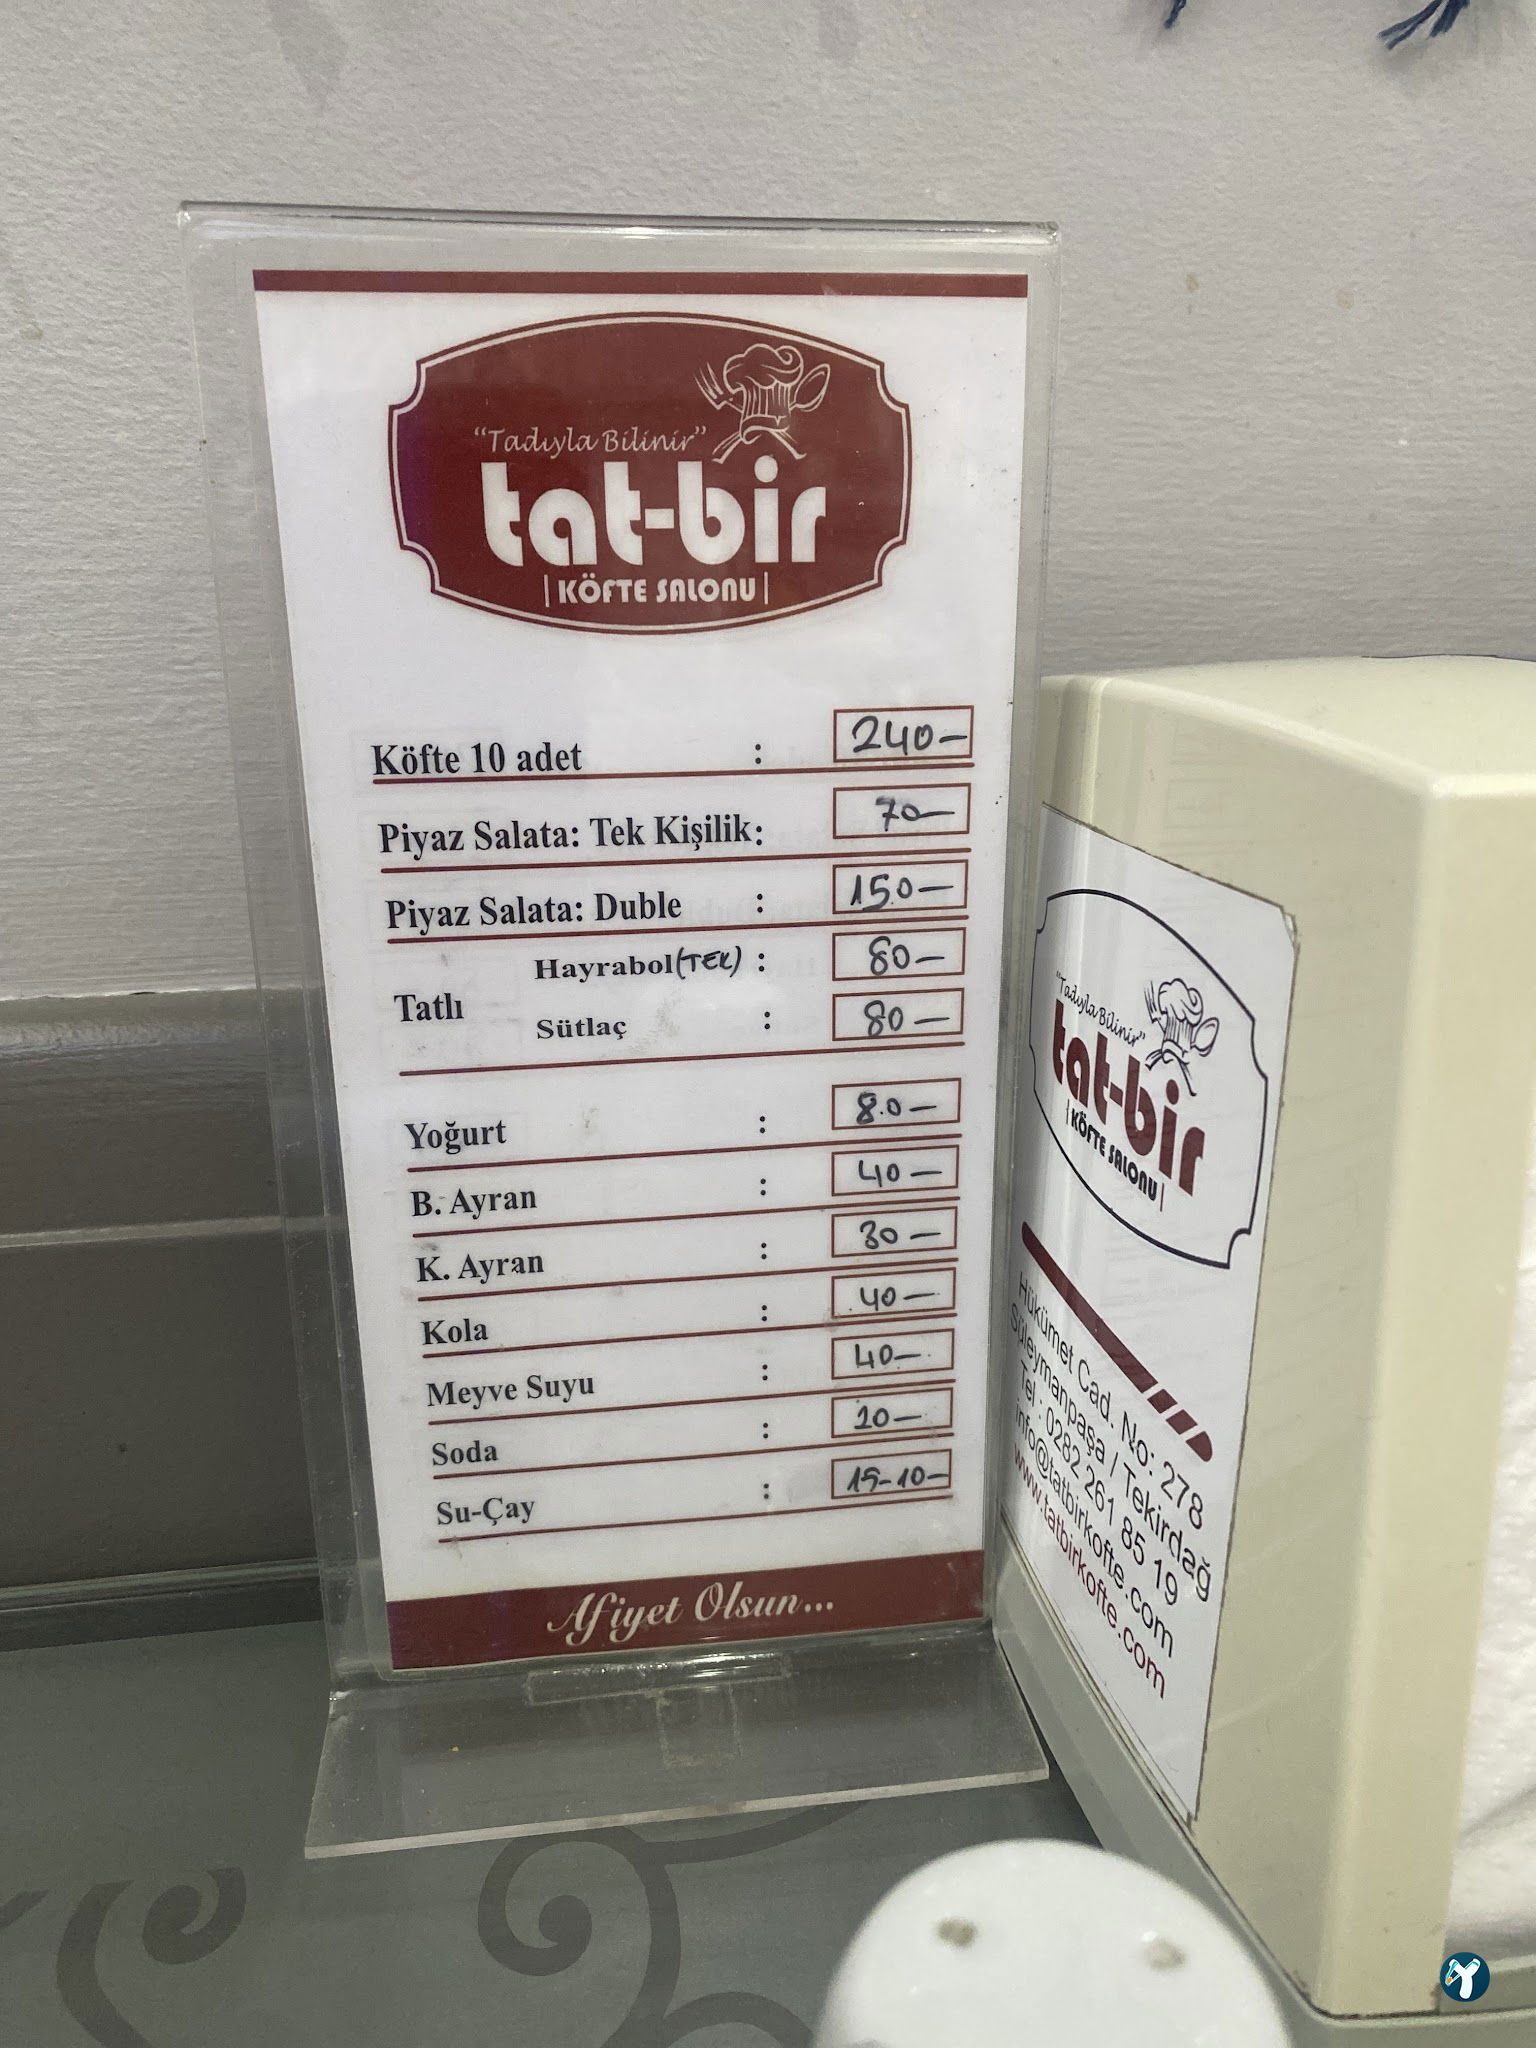 “Tadıyla Bilinir”
tat-bir
| KÖFTE SALONU |
Köfte 10 adet : 240-
Piyaz Salata: Tek Kişilik: 70-
Piyaz Salata: Duble : 150-
Tatlı
Hayrabol(TEK) : 80-
Sütlaç : 80-
Yoğurt : 80-
B. Ayran : 40-
K. Ayran : 30-
Kola : 40-
Meyve Suyu : 40-
Soda : 20-
Su-Çay : 15-10-
Afiyet Olsun...
“Tadıyla Bilinir”
tat-bir
| KÖFTE SALONU |
Hükümet Cad. No: 278
Süleymanpaşa / Tekirdağ
Tel : 0282 261 85 19
info@tatbirkofte.com
www.tatbirkofte.com